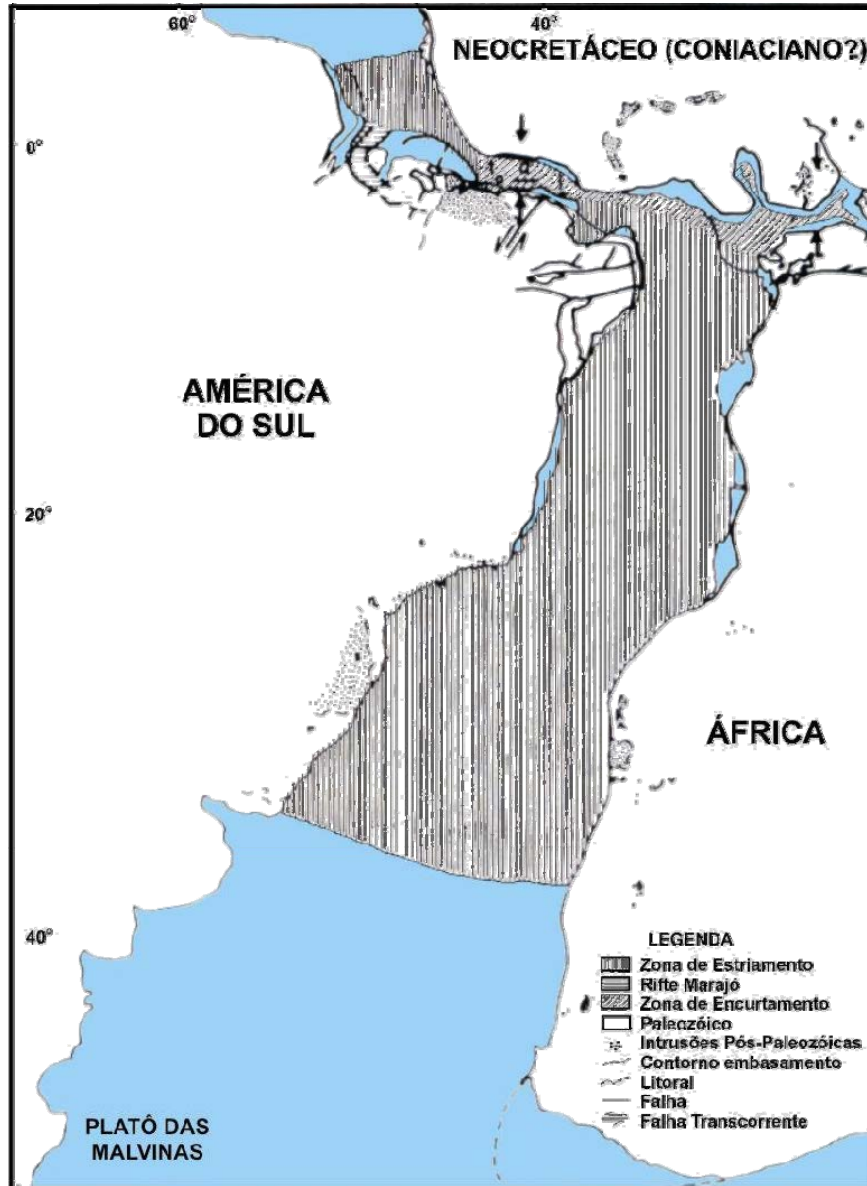 60°
40°
NEOCRETÁCEO (CONIACIANO?)
0°
AMÉRICA
DO SUL
20°
ÁFRICA
40°
LEGENDA
Zona de Estriamento
Rifte Marajó
Zona de Encurtamento
Paleozóico
Intrusões Pós-Paleozóicas
Contorno embasamento
Litoral
Falha
Falha Transcorrente
PLATÔ DAS
MALVINAS